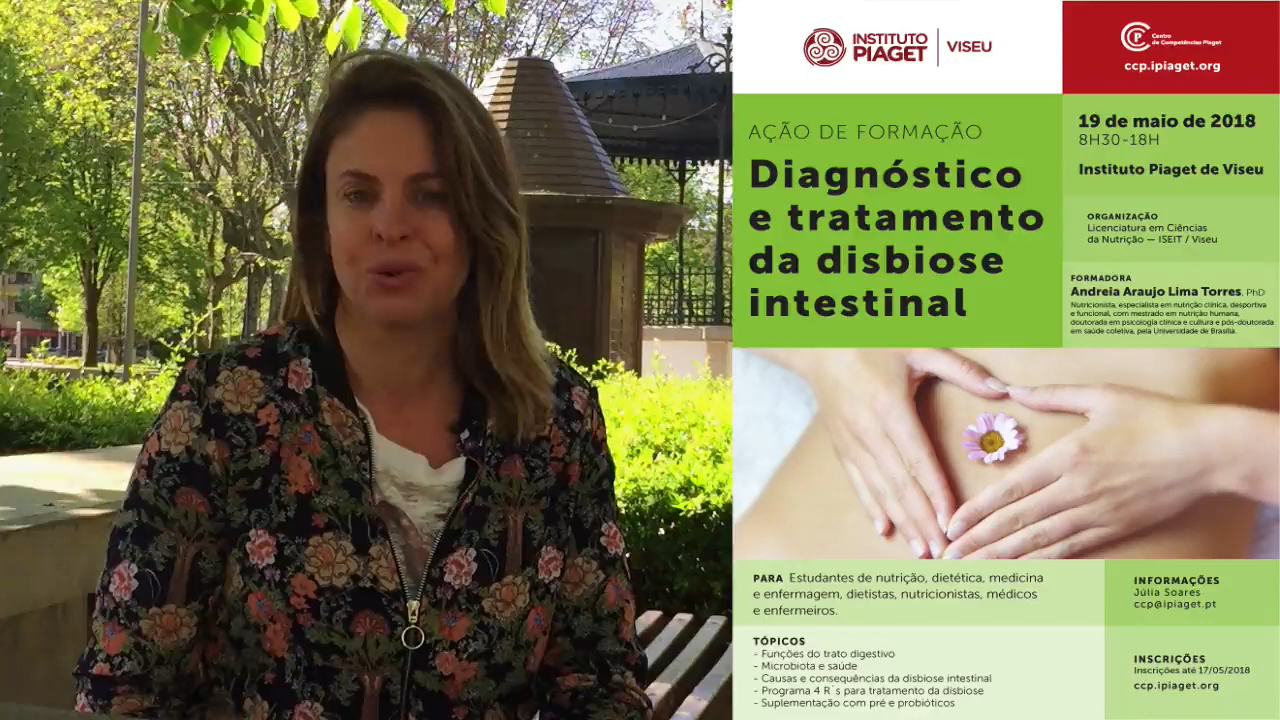 INSTITUTO
PIAGET
VISEU
Centro
de Competências Piaget
ccp.ipiaget.org
AÇÃO DE FORMAÇÃO
Diagnóstico
e tratamento
da disbiose
intestinal
19 de maio de 2018
8H30-18H
Instituto Piaget de Viseu
ORGANIZAÇÃO
Licenciatura em Ciências
da Nutrição — ISEIT / Viseu
FORMADORA
Andreia Araujo Lima Torres, PhD
Nutricionista, especialista em nutrição clínica, desportiva
e funcional, com mestrado em nutrição humana,
doutorada em psicologia clínica e cultura e pós-doutorada
em saúde coletiva, pela Universidade de Brasília.
PARA Estudantes de nutrição, dietética, medicina
e enfermagem, dietistas, nutricionistas, médicos
e enfermeiros.
TÓPICOS
- Funções do trato digestivo
- Microbiota e saúde
- Causas e consequências da disbiose intestinal
- Programa 4 R´s para tratamento da disbiose
- Suplementação com pré e probióticos
INFORMAÇÕES
Júlia Soares
ccp@ipiaget.pt
INSCRIÇÕES
Inscrições até 17/05/2018
ccp.ipiaget.org